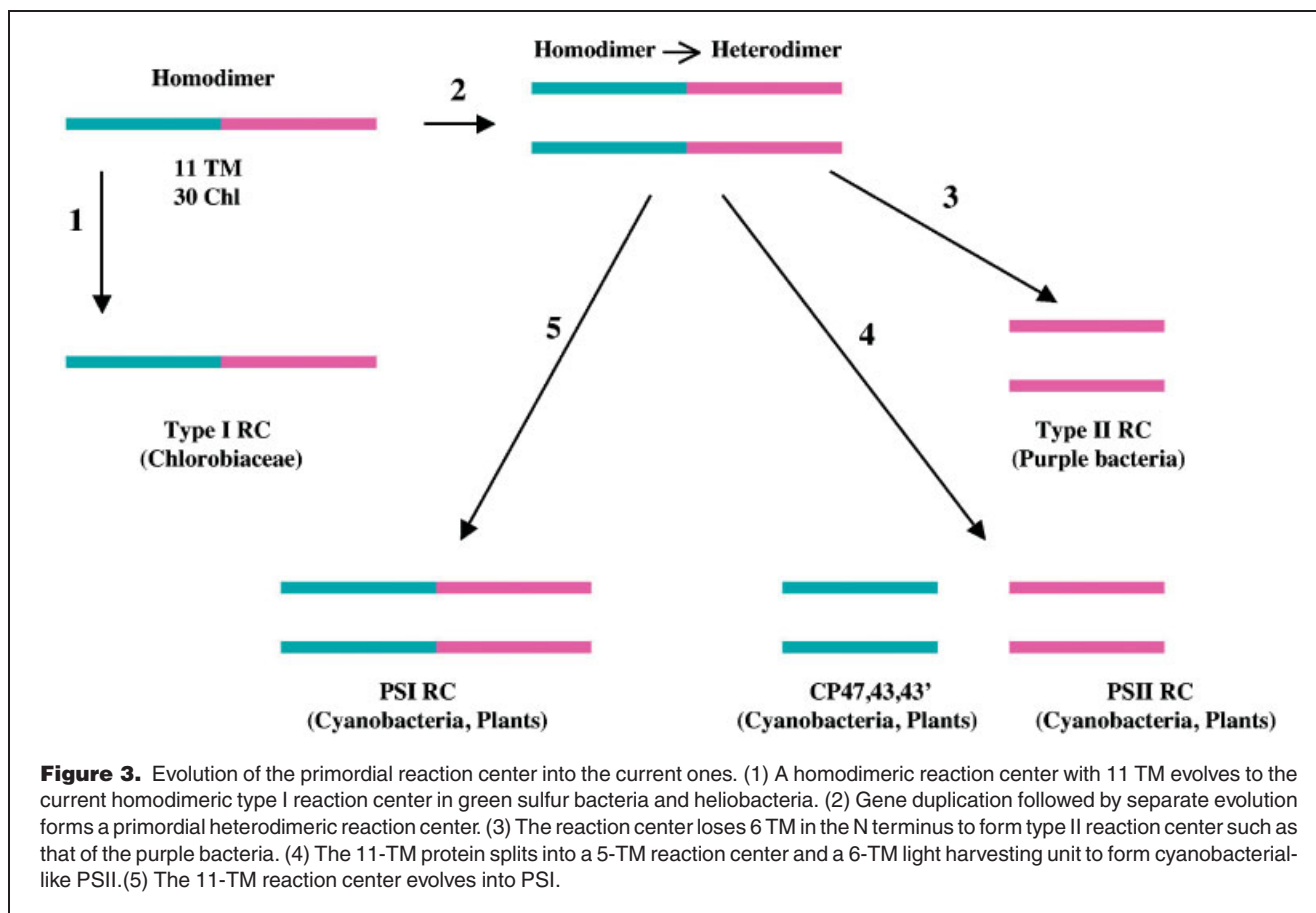 Homodimer → Heterodimer
Homodimer
2
11 TM
30 Chl
1
3
5
4
Type I RC
(Chlorobiaceae)
Type II RC
(Purple bacteria)
PSI RC
(Cyanobacteria, Plants)
CP47,43,43’
(Cyanobacteria, Plants)
PSII RC
(Cyanobacteria, Plants)
Figure 3. Evolution of the primordial reaction center into the current ones. (1) A homodimeric reaction center with 11 TM evolves to the
current homodimeric type I reaction center in green sulfur bacteria and heliobacteria. (2) Gene duplication followed by separate evolution
forms a primordial heterodimeric reaction center. (3) The reaction center loses 6 TM in the N terminus to form type II reaction center such as
that of the purple bacteria. (4) The 11-TM protein splits into a 5-TM reaction center and a 6-TM light harvesting unit to form cyanobacterial-
like PSII.(5) The 11-TM reaction center evolves into PSI.